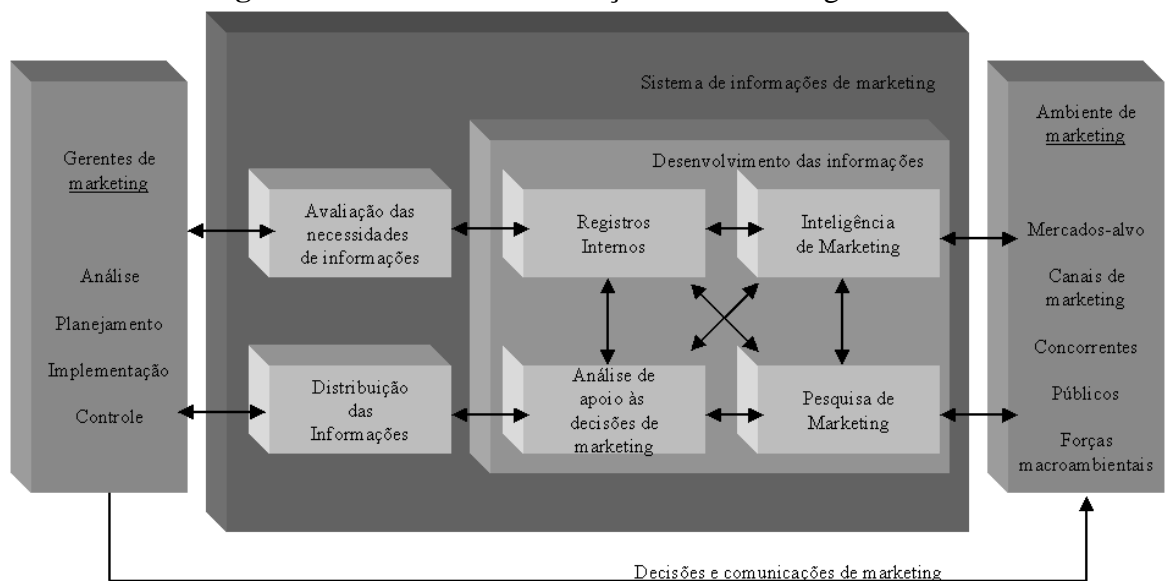 Sistema de informações de marketing
Gerentes de
marketing
Análise
Planejamento
Implementação
Controle
Avaliação das
necessidades
de informações
Distribuição
das
Informações
Desenvolvimento das informações
Registros
Internos
Inteligência
de Marketing
Análise de
apoio às
decisões de
marketing
Pesquisa de
Marketing
Ambiente de
marketing
Mercados-alvo
Canais de
marketing
Concorrentes
Públicos
Forças
macroambientais
Decisões e comunicações de marketing